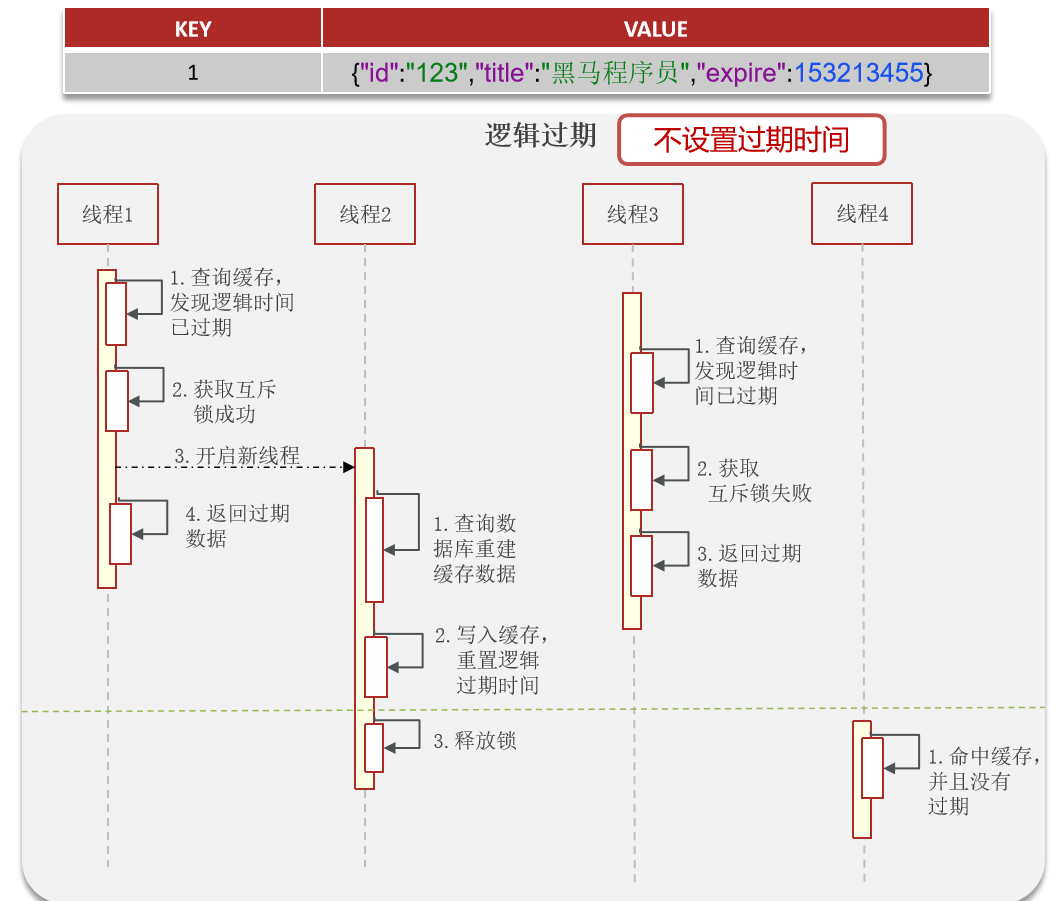 KEY VALUE
1 {"id":"123","title":"黑马程序员","expire":153213455}
逻辑过期 不设置过期时间
线程1 线程2 线程3 线程4
1. 查询缓存，
发现逻辑时间
已过期
2. 获取互斥
锁成功
3. 开启新线程
4. 返回过期
数据
1. 查询数
据库重建
缓存数据
2. 写入缓存，
重置逻辑
过期时间
3. 释放锁
1. 查询缓存，
发现逻辑时
间已过期
2. 获取
互斥锁失败
3. 返回过期
数据
1. 命中缓存，
并且没有
过期